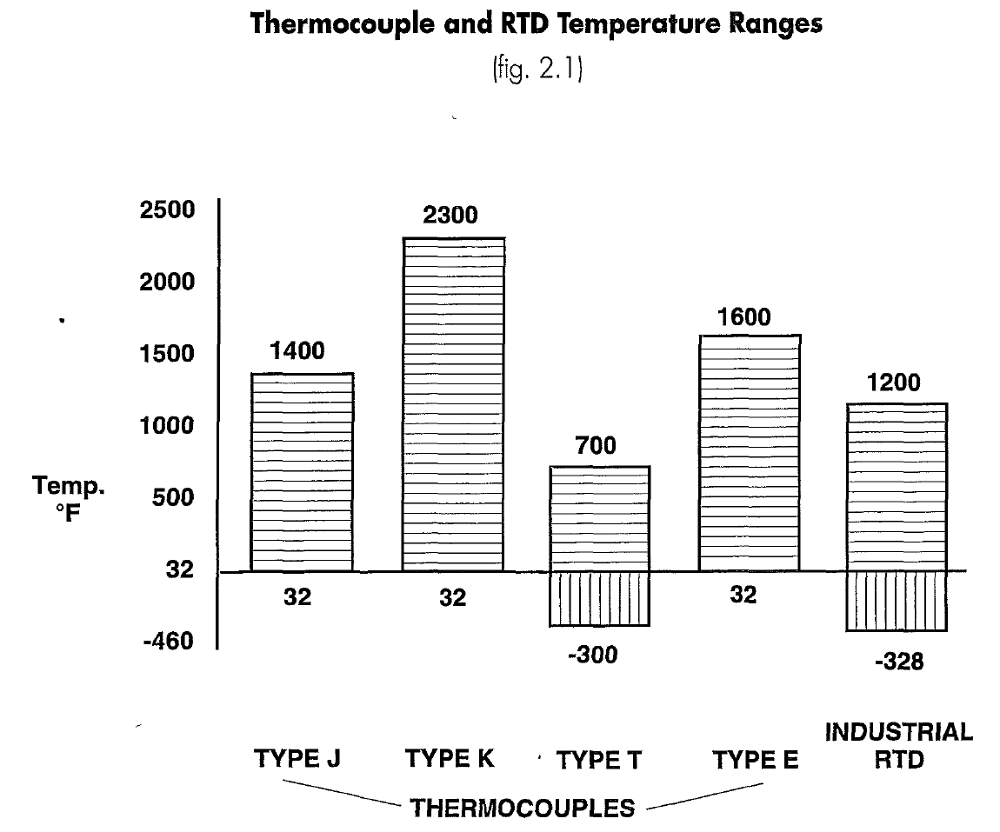 Thermocouple and RTD Temperature Ranges
(fig. 2.1)
2500
2300
2000
1600
1500
1400
1200
1000
700
Temp.
°F
500
32
32
32
32
-460
-300
-328
TYPE J
TYPE K
TYPE T
TYPE E
INDUSTRIAL
RTD
THERMOCOUPLES